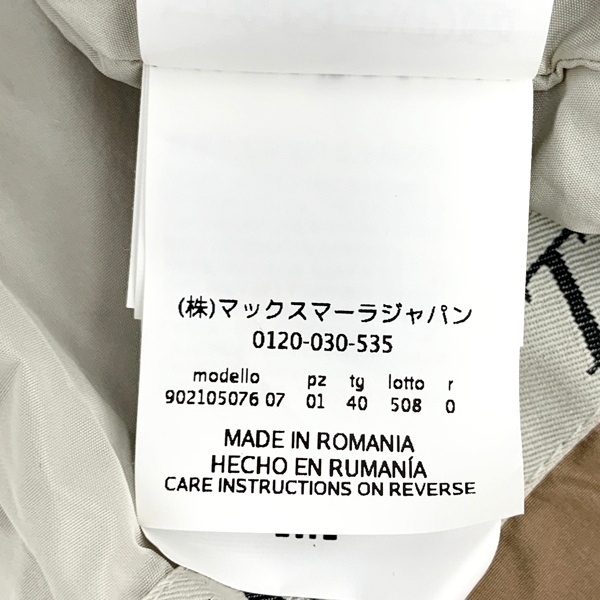 (株)マックスマーラジャパン
0120-030-535
modello pz ty lotto r
902105076 07 01 40 508 0
MADE IN ROMANIA
HECHO EN RUMANÍA
CARE INSTRUCTIONS ON REVERSE